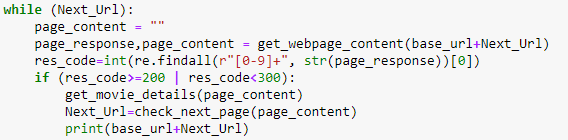 while (Next_Url):
    page_content = ""
    page_response,page_content = get_webpage_content(base_url+Next_Url)
    res_code=int(re.findall(r"[0-9]+", str(page_response))[0])
    if (res_code>=200 | res_code<300):
        get_movie_details(page_content)
        Next_Url=check_next_page(page_content)
        print(base_url+Next_Url)